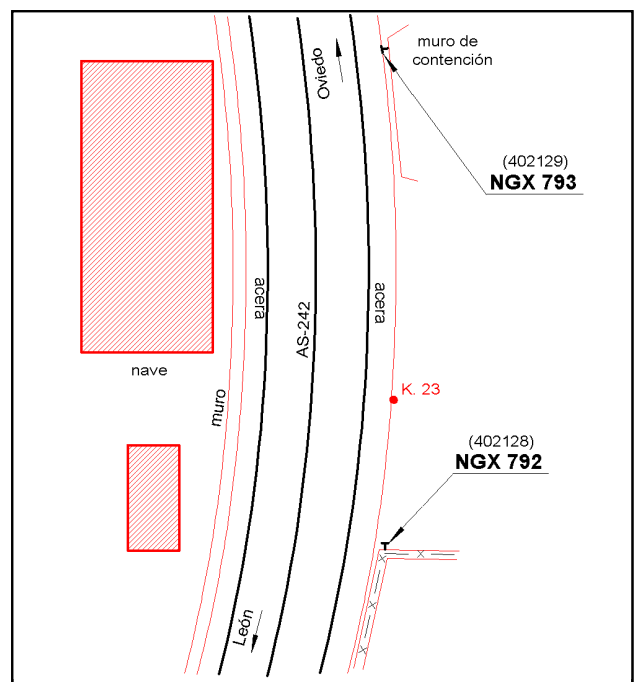 muro de
contención
Oviedo
(402129)
NGX 793
acera
acera
AS-242
nave
K. 23
muro
(402128)
NGX 792
León